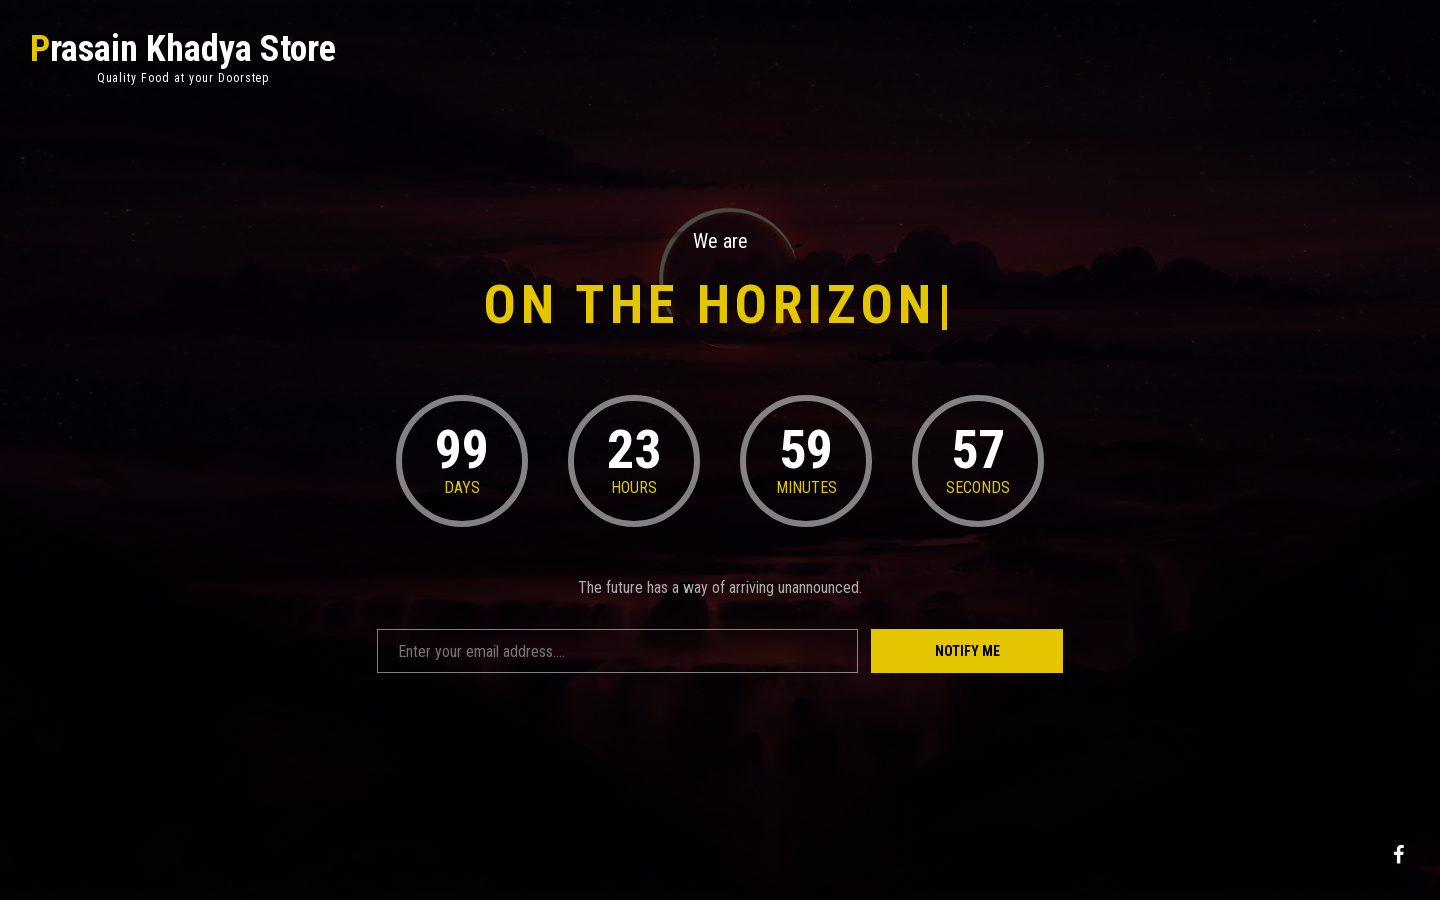 Prasain Khadya Store
Quality Food at your Doorstep
We are
ON THE HORIZON|
99 23 59 57
DAYS HOURS MINUTES SECONDS
The future has a way of arriving unannounced.
Enter your email address....
NOTIFY ME